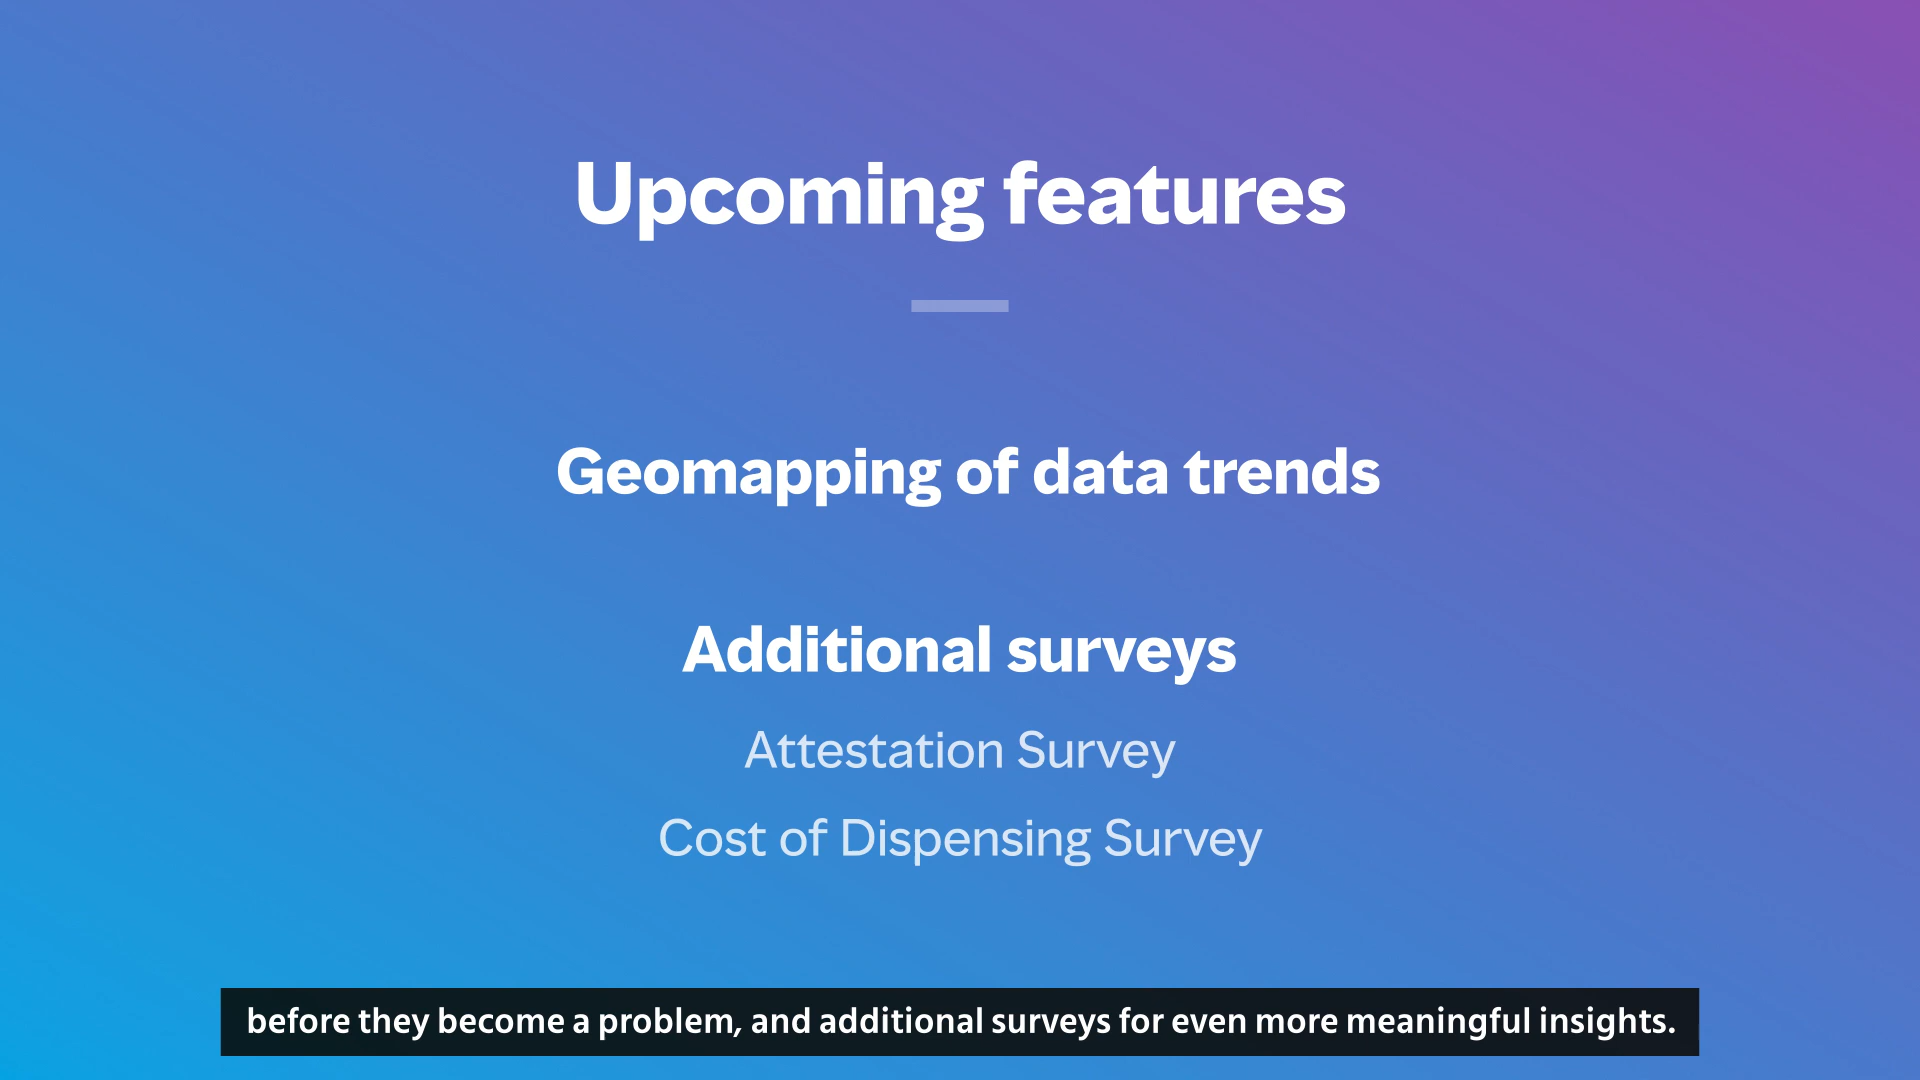 Upcoming features
Geomapping of data trends
Additional surveys
Attestation Survey
Cost of Dispensing Survey
before they become a problem, and additional surveys for even more meaningful insights.